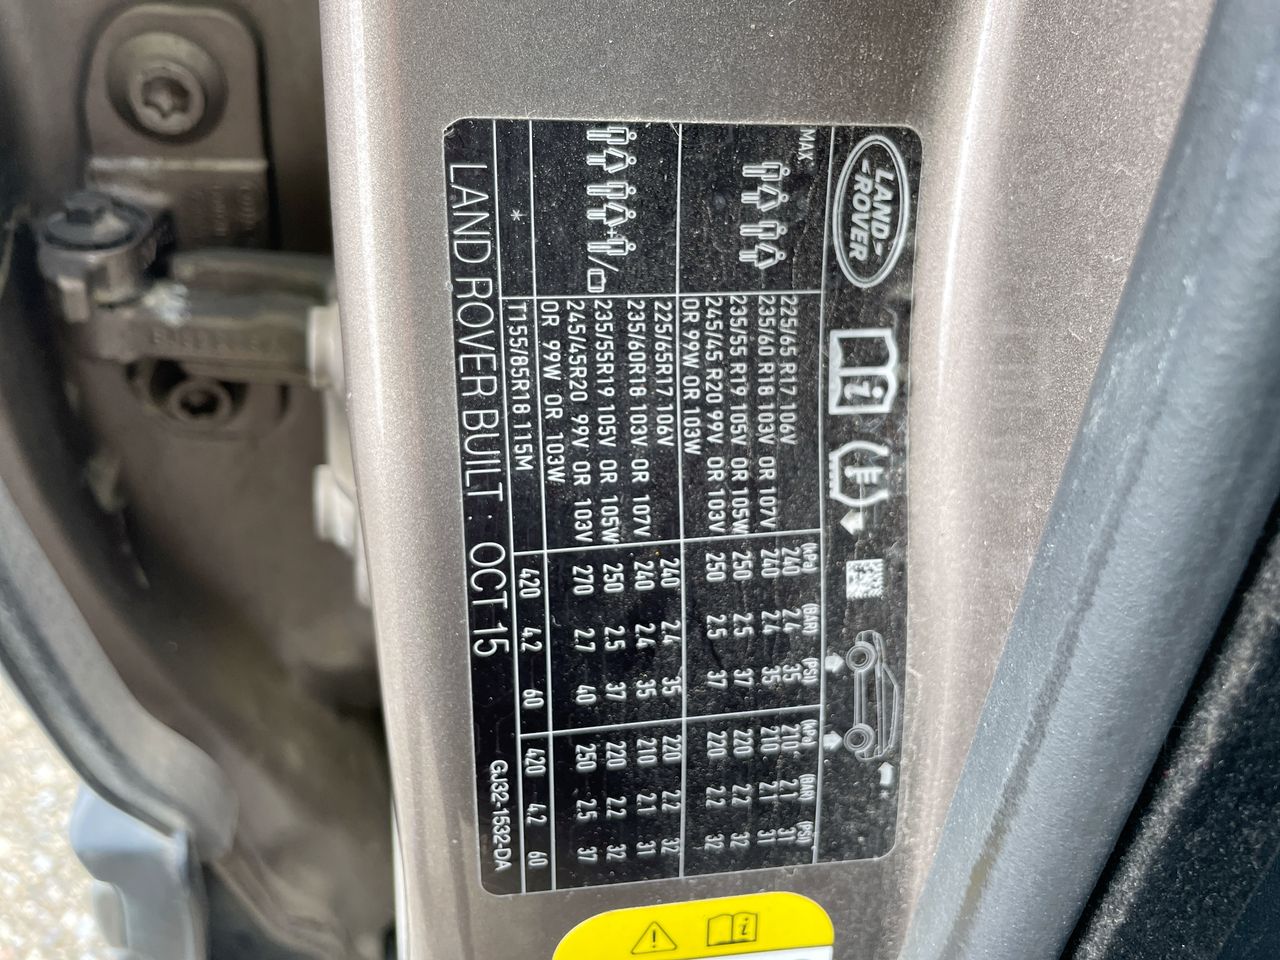 LAND-
-ROVER
MAX. (kPa) (BAR) (PSI) (kPa) (BAR) (PSI)
225/65 R17 106V 240 2.4 35 210 2.1 31
235/60 R18 103V OR 107V 240 2.4 35 210 2.1 31
235/55 R19 105V OR 105W 250 2.5 37 220 2.2 32
245/45 R20 99V OR 103V 250 2.5 37 220 2.2 32
OR 99W OR 103W
225/65R17 106V 240 2.4 35 220 2.2 32
235/60R18 103V OR 107V 240 2.4 35 210 2.1 31
235/55R19 105V OR 105W 250 2.5 37 220 2.2 32
245/45R20 99V OR 103V 270 2.7 40 250 2.5 37
OR 99W OR 103W
* T155/85R18 115M 420 4.2 60 420 4.2 60
LAND ROVER BUILT . OCT 15 GJ32-1532-DA